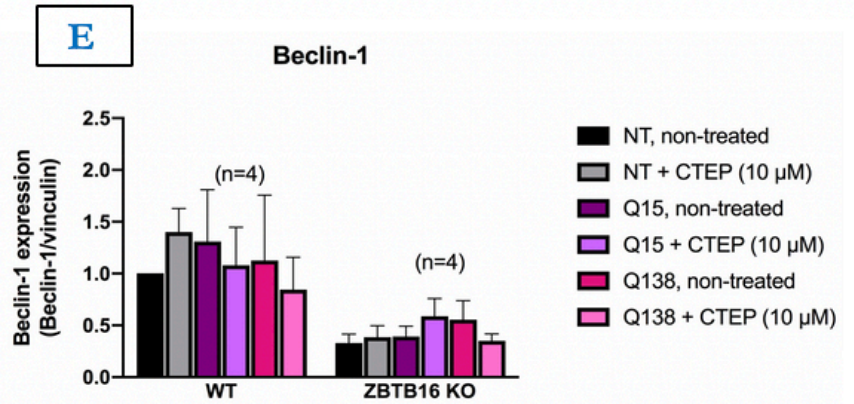 E
Beclin-1
Beclin-1 expression
(Beclin-1/vinculin)
2.5
2.0
1.5
1.0
0.5
0.0
(n=4)
(n=4)
WT
ZBTB16 KO
NT, non-treated
NT + CTEP (10 µM)
Q15, non-treated
Q15 + CTEP (10 µM)
Q138, non-treated
Q138 + CTEP (10 µM)